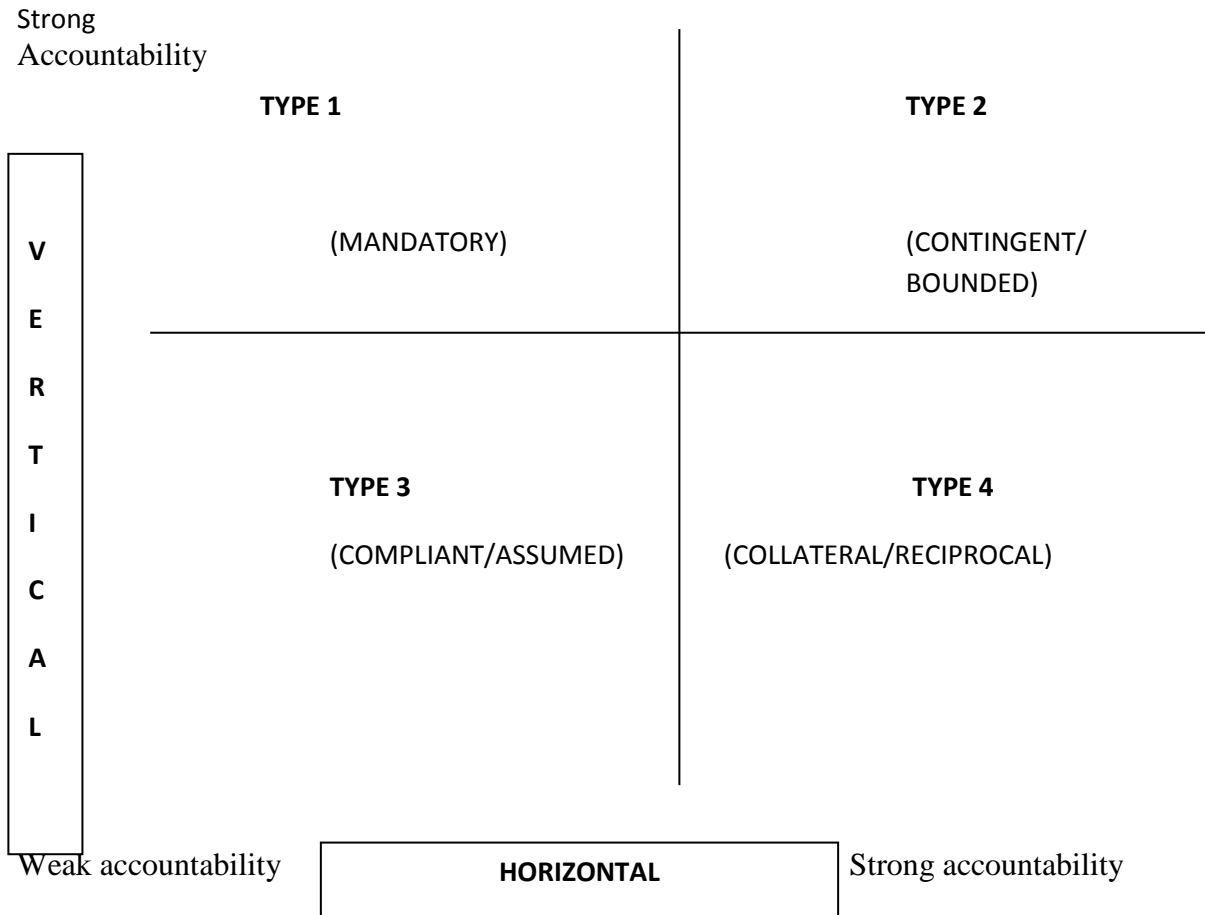 Strong
Accountability
TYPE 1
TYPE 2
(MANDATORY)
(CONTINGENT/
BOUNDED)
V
E
R
T
I
C
A
L
TYPE 3
TYPE 4
(COMPLIANT/ASSUMED)
(COLLATERAL/RECIPROCAL)
Weak accountability
HORIZONTAL
Strong accountability